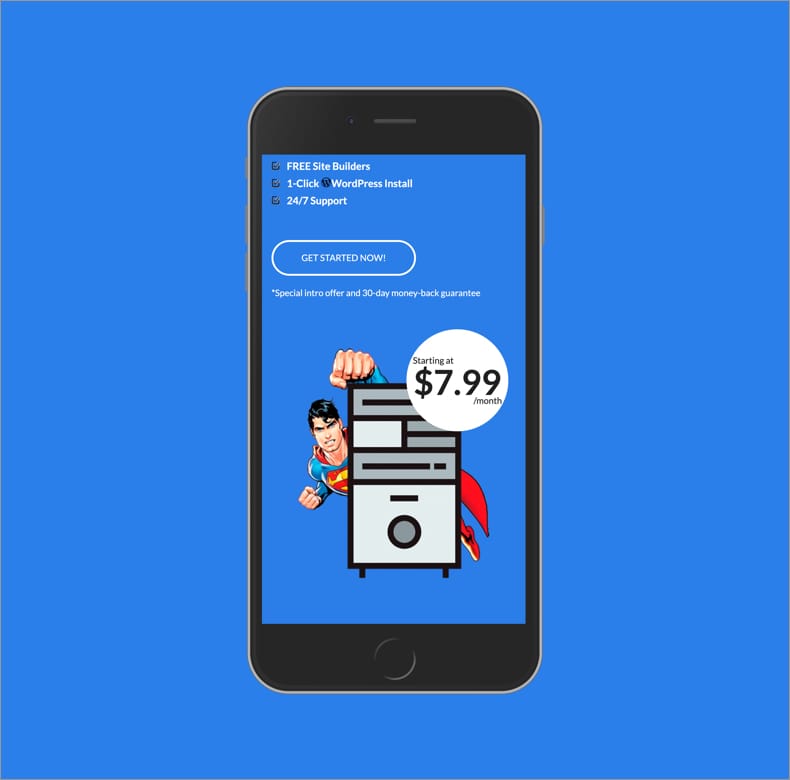 FREE Site Builders
1-Click WordPress Install
24/7 Support
GET STARTED NOW!
*Special intro offer and 30-day money-back guarantee
Starting at
$7.99
/month